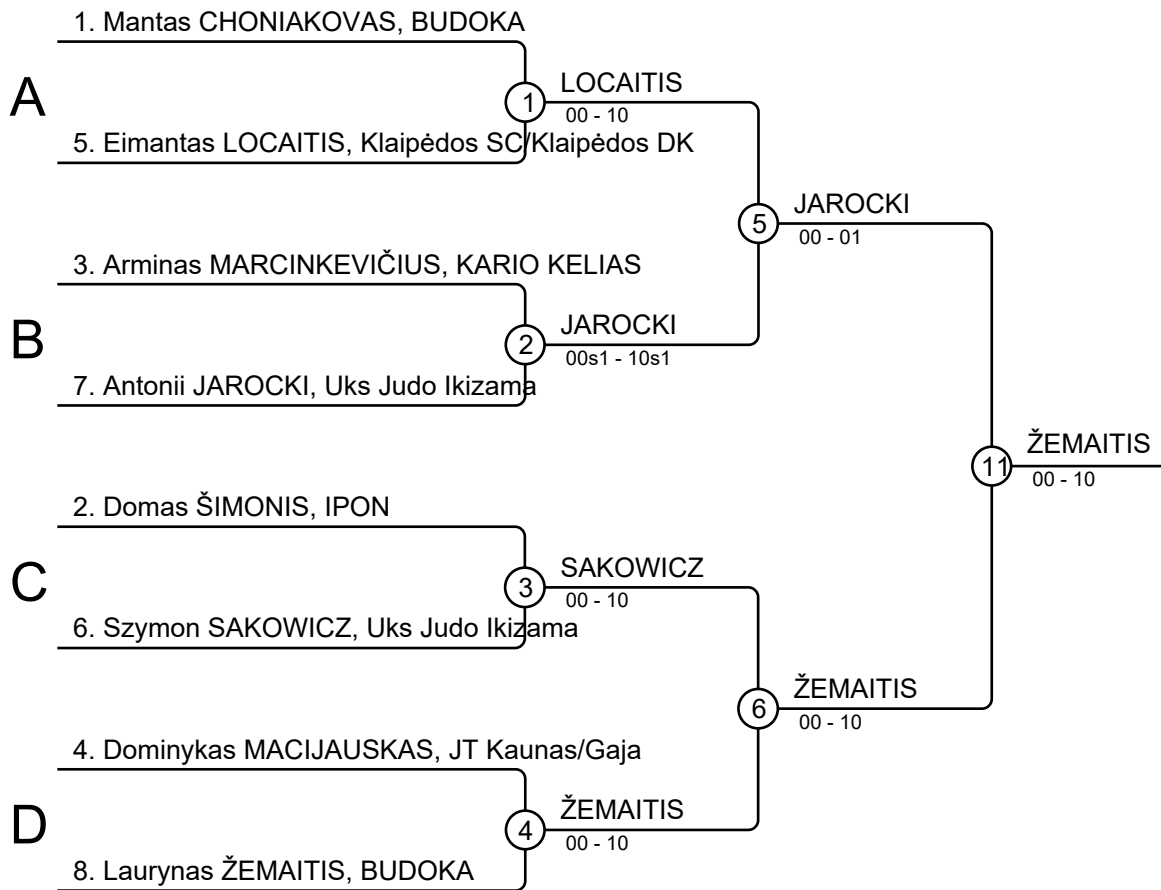 1. Mantas CHONIAKOVAS, BUDOKA
A
1
LOCAITIS
00 - 10
5. Eimantas LOCAITIS, Klaipėdos SC/Klaipėdos DK
5
JAROCKI
00 - 01
3. Arminas MARCINKEVIČIUS, KARIO KELIAS
B
2
JAROCKI
00s1 - 10s1
7. Antonii JAROCKI, Uks Judo Ikizama
11
ŽEMAITIS
00 - 10
2. Domas ŠIMONIS, IPON
C
3
SAKOWICZ
00 - 10
6. Szymon SAKOWICZ, Uks Judo Ikizama
6
ŽEMAITIS
00 - 10
4. Dominykas MACIJAUSKAS, JT Kaunas/Gaja
D
4
ŽEMAITIS
00 - 10
8. Laurynas ŽEMAITIS, BUDOKA